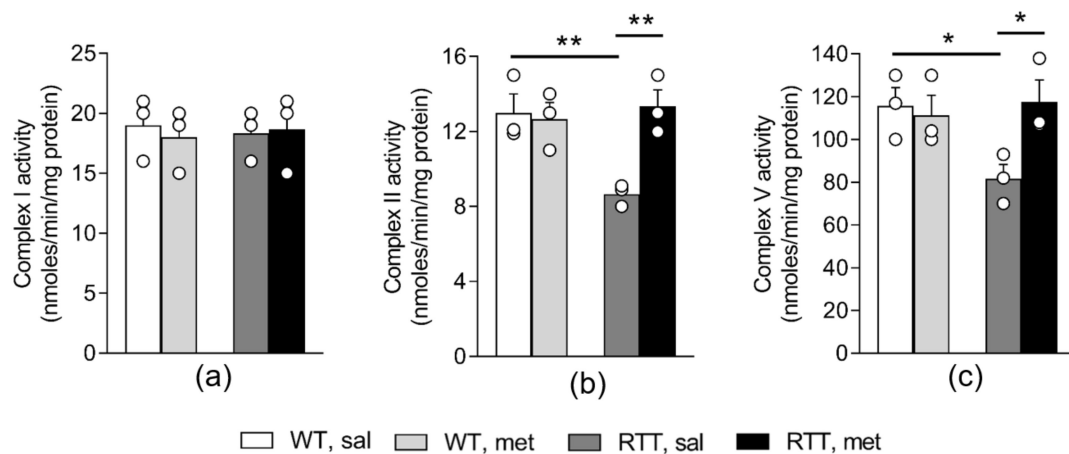 Complex I activity
(nmoles/min/mg protein)
25
20
15
10
5
0
(a)
Complex II activity
(nmoles/min/mg protein)
16
12
8
4
0
**
**
(b)
Complex V activity
(nmoles/min/mg protein)
140
120
100
80
60
40
20
0
*
*
(c)
WT, sal
WT, met
RTT, sal
RTT, met